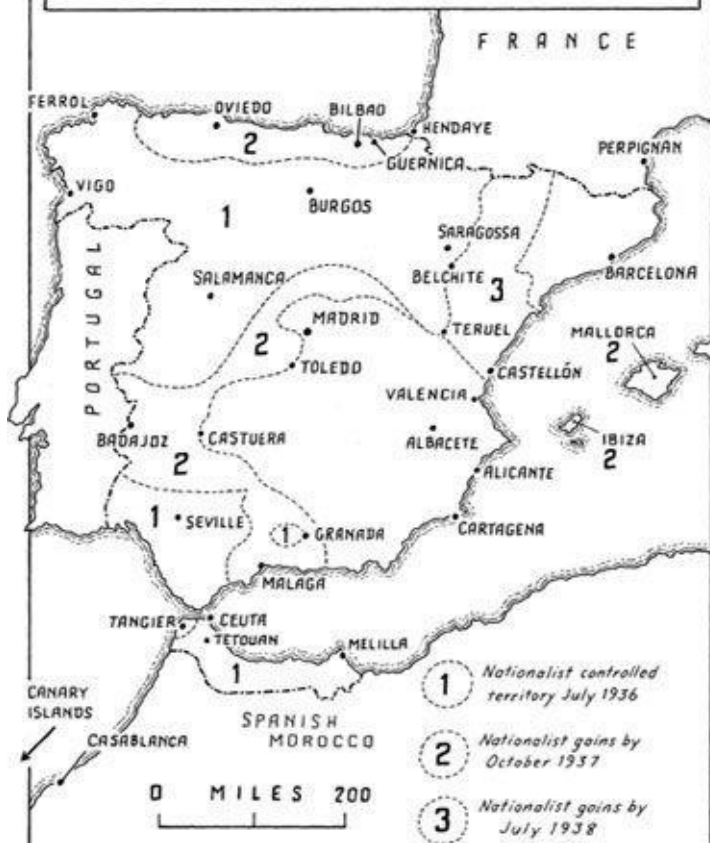 FRANCE
FERROL
OVIEDO
BILBAO
HENDAYE
2
GUERNICA
PERPIGNAN
VIGO
1
BURGOS
SARAGOSSA
BELCHITE
3
BARCELONA
SALAMANCA
PORTUGAL
2
MADRID
TERUEL
MALLORCA
2
TOLEDO
CASTELLÓN
VALENCIA
BADAJOZ
CASTUERA
ALBACETE
IBIZA
2
2
ALICANTE
1
SEVILLE
1
GRANADA
CARTAGENA
MALAGA
TANGIER
CEUTA
TETOUAN
MELILLA
1
CANARY
ISLANDS
SPANISH
MOROCCO
CASABLANCA
0 MILES 200
1 Nationalist controlled
territory July 1936
2 Nationalist gains by
October 1937
3 Nationalist gains by
July 1938